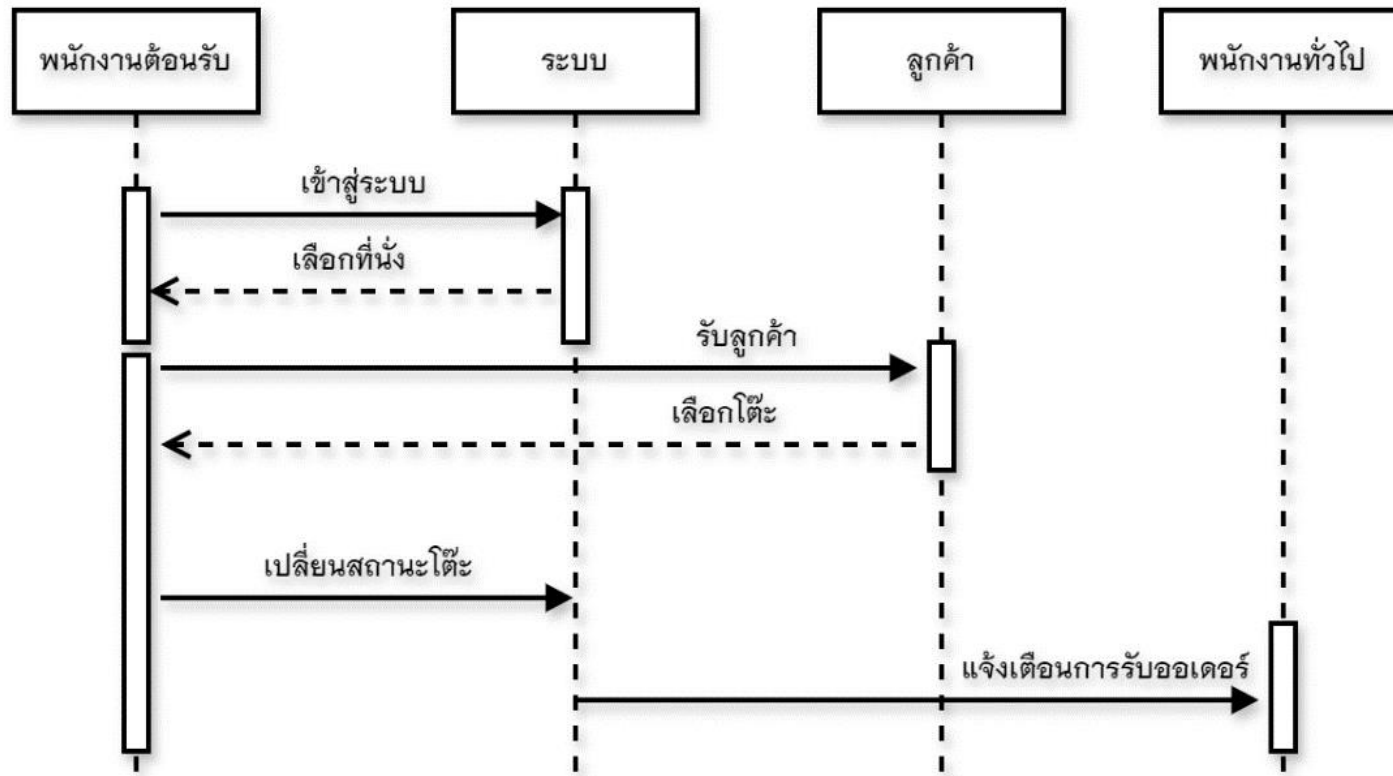 พนักงานต้อนรับ
ระบบ
ลูกค้า
พนักงานทั่วไป
เข้าสู่ระบบ
เลือกที่นั่ง
รับลูกค้า
เลือกโต๊ะ
เปลี่ยนสถานะโต๊ะ
แจ้งเตือนการรับออเดอร์